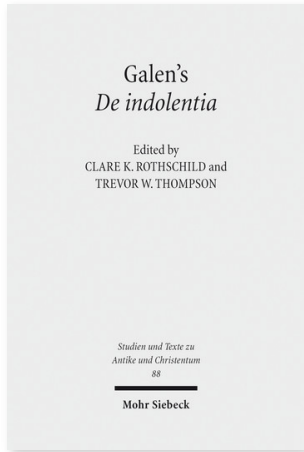 Galen's
De indolentia
Edited by
CLARE K. ROTHSCHILD and
TREVOR W. THOMPSON
Studien und Texte zu
Antike und Christentum
88
Mohr Siebeck